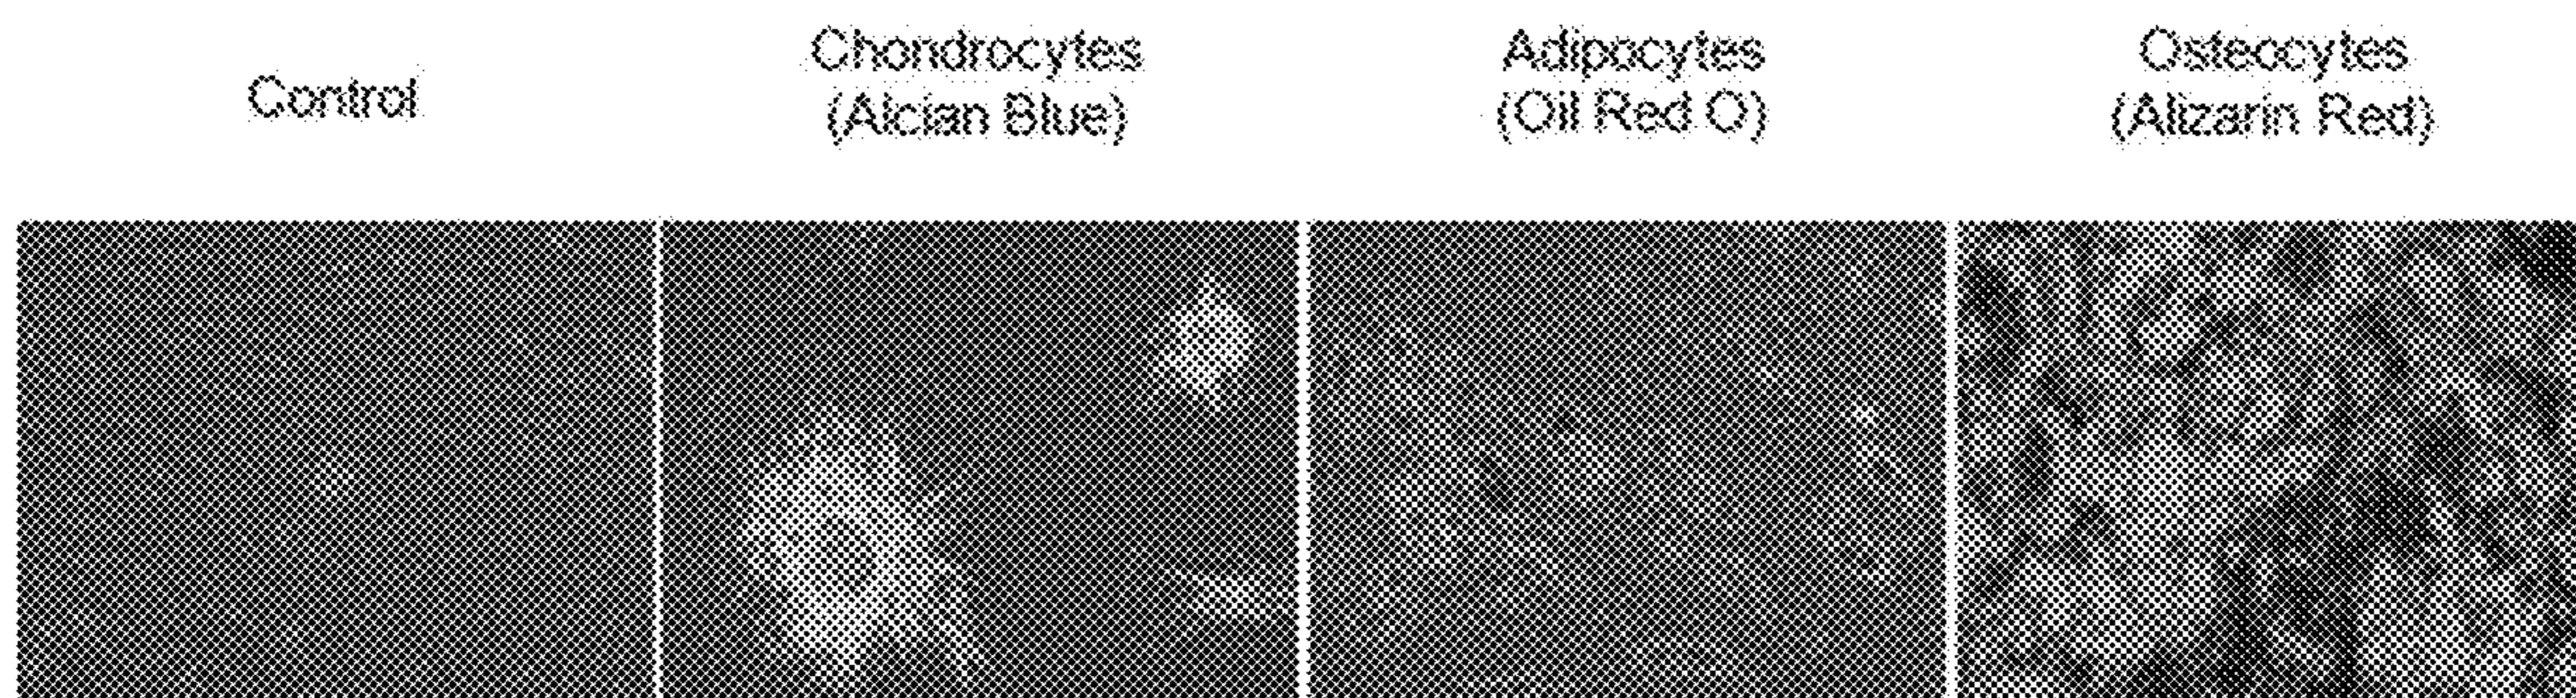 Control
Chondrocytes
(Alcian Blue)
Adipocytes
(Oil Red O)
Osteocytes
(Alizarin Red)